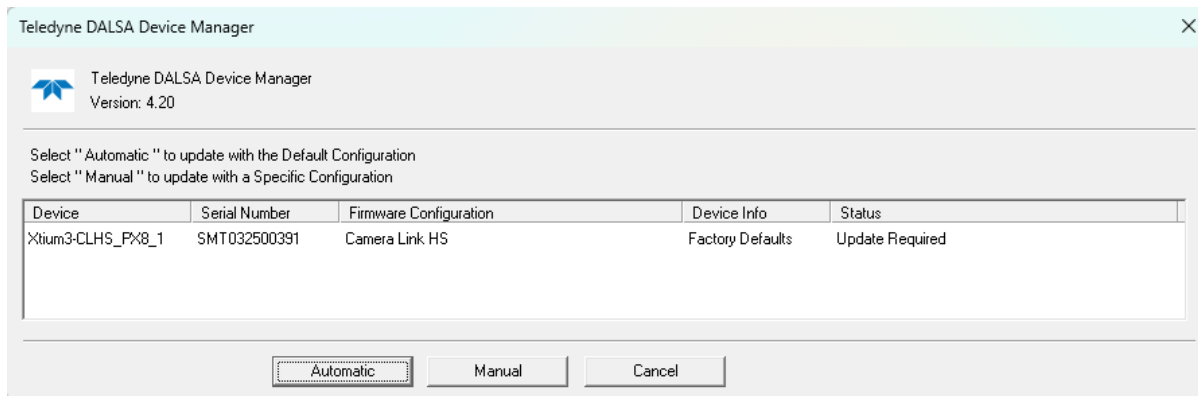 Teledyne DALSA Device Manager
Teledyne DALSA Device Manager
Version: 4.20
Select " Automatic " to update with the Default Configuration
Select " Manual " to update with a Specific Configuration
Device Serial Number Firmware Configuration Device Info Status
Xtium3-CLHS_PX8_1 SMT032500391 Camera Link HS Factory Defaults Update Required
Automatic Manual Cancel